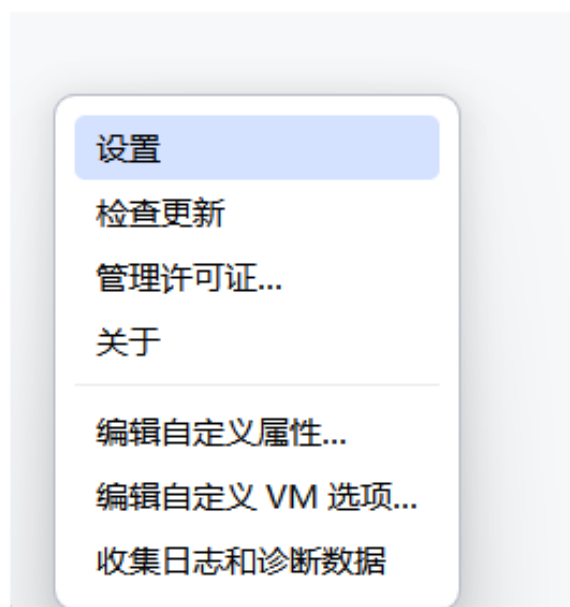 设置
检查更新
管理许可证...
关于
编辑自定义属性...
编辑自定义 VM 选项...
收集日志和诊断数据